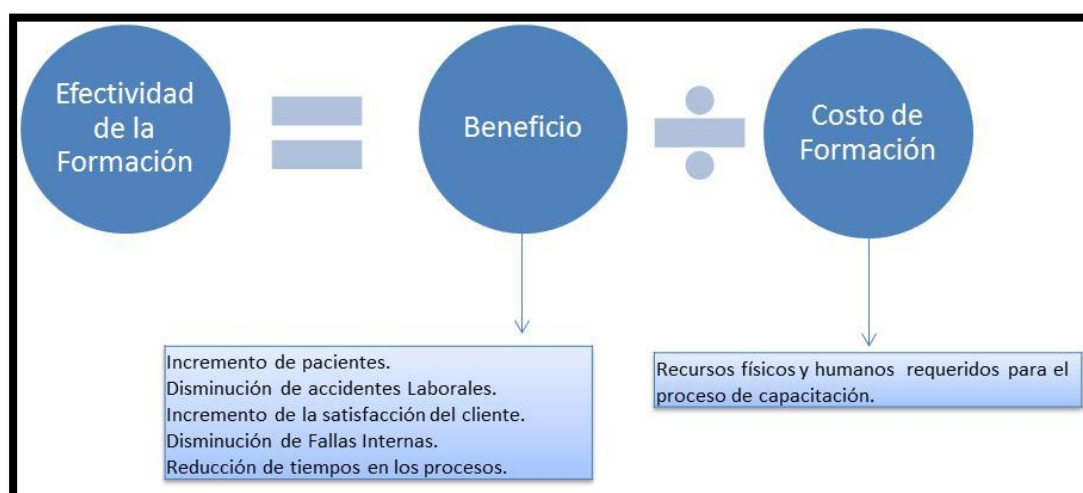 Efectividad
de la
Formación
Beneficio
Costo de
Formación
Incremento de pacientes.
Disminución de accidentes Laborales.
Incremento de la satisfacción del cliente.
Disminución de Fallas Internas.
Reducción de tiempos en los procesos.
Recursos físicos y humanos requeridos para el
proceso de capacitación.